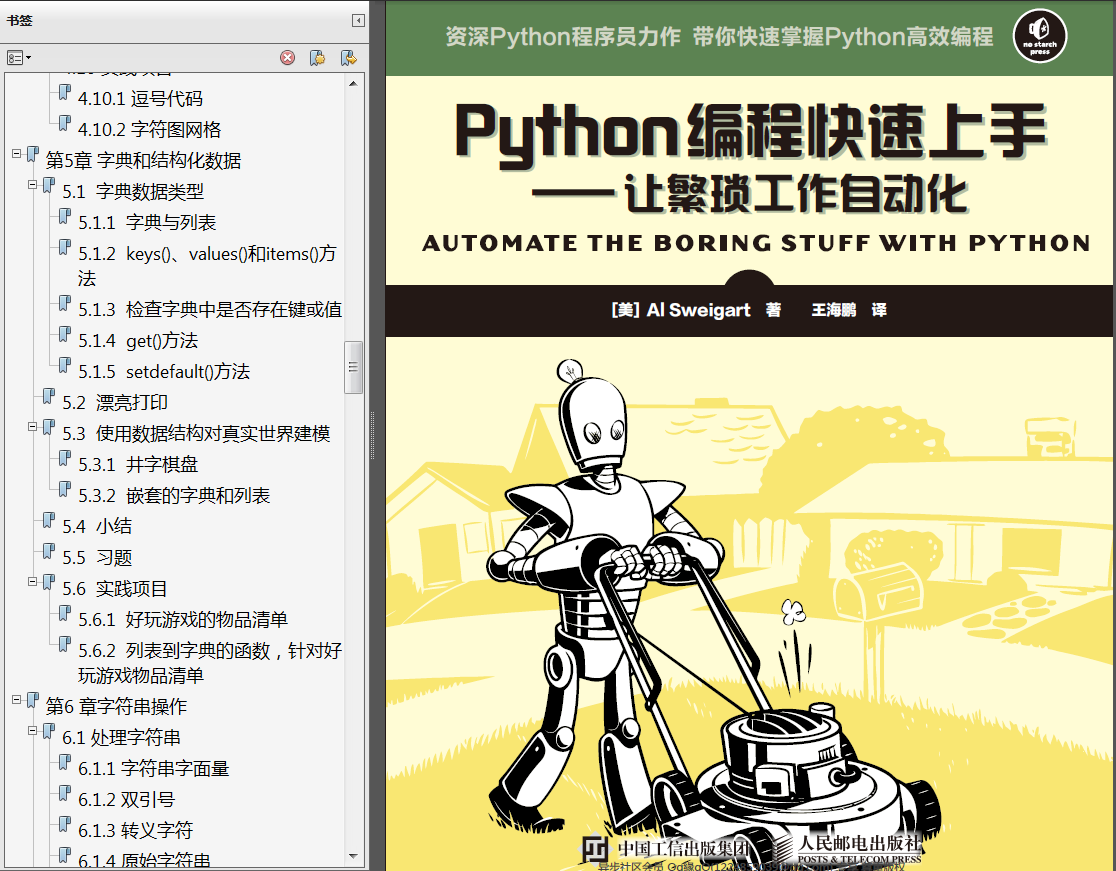 书签
4.10.1 逗号代码
4.10.2 字符图网格
第5章 字典和结构化数据
5.1 字典数据类型
5.1.1 字典与列表
5.1.2 keys()、values()和items()方
法
5.1.3 检查字典中是否存在键或值
5.1.4 get()方法
5.1.5 setdefault()方法
5.2 漂亮打印
5.3 使用数据结构对真实世界建模
5.3.1 井字棋盘
5.3.2 嵌套的字典和列表
5.4 小结
5.5 习题
5.6 实践项目
5.6.1 好玩游戏的物品清单
5.6.2 列表到字典的函数，针对好
玩游戏物品清单
第6 章字符串操作
6.1 处理字符串
6.1.1 字符串字面量
6.1.2 双引号
6.1.3 转义字符
6.1.4 原始字符串
资深Python程序员力作 带你快速掌握Python高效编程
no starch
press
Python编程快速上手
——让繁琐工作自动化
AUTOMATE THE BORING STUFF WITH PYTHON
[美] Al Sweigart 著 王海鹏 译
中国工信出版集团
人民邮电出版社
POSTS & TELECOM PRESS